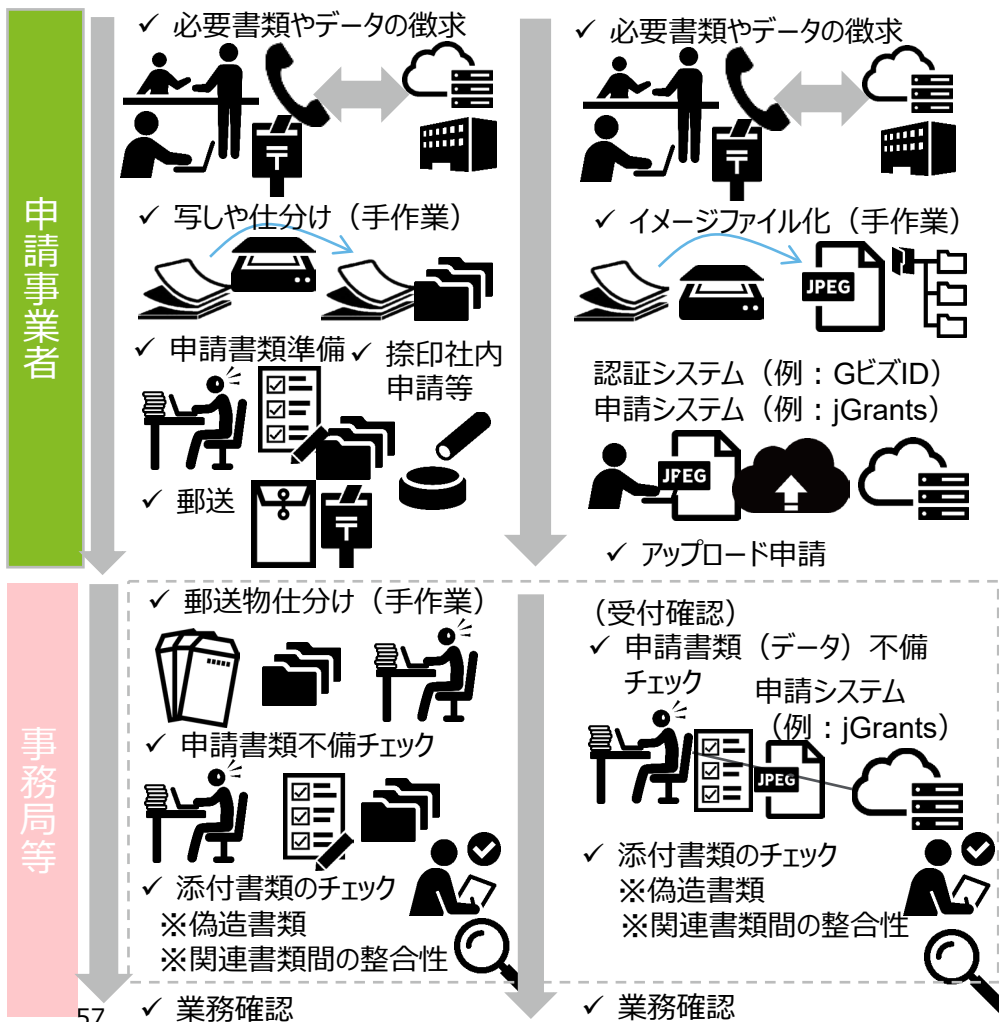 申請事業者
✓ 必要書類やデータの徴求
✓ 写しや仕分け（手作業）
✓ 申請書類準備
✓ 捺印社内
申請等
✓ 郵送
✓ 必要書類やデータの徴求
✓ イメージファイル化（手作業）
JPEG
認証システム（例：GビズID）
申請システム（例：jGrants）
JPEG
✓ アップロード申請
事務局等
✓ 郵送物仕分け（手作業）
✓ 申請書類不備チェック
✓ 添付書類のチェック
※偽造書類
※関連書類間の整合性
✓ 業務確認
（受付確認）
✓ 申請書類（データ）不備
チェック
申請システム
（例：jGrants）
JPEG
✓ 添付書類のチェック
※偽造書類
※関連書類間の整合性
✓ 業務確認
57